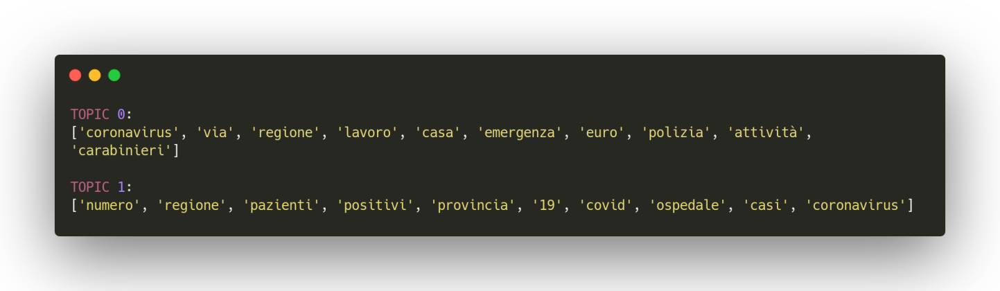 TOPIC 0:
['coronavirus', 'via', 'regione', 'lavoro', 'casa', 'emergenza', 'euro', 'polizia', 'attività',
'carabinieri']
TOPIC 1:
['numero', 'regione', 'pazienti', 'positivi', 'provincia', '19', 'covid', 'ospedale', 'casi', 'coronavirus']